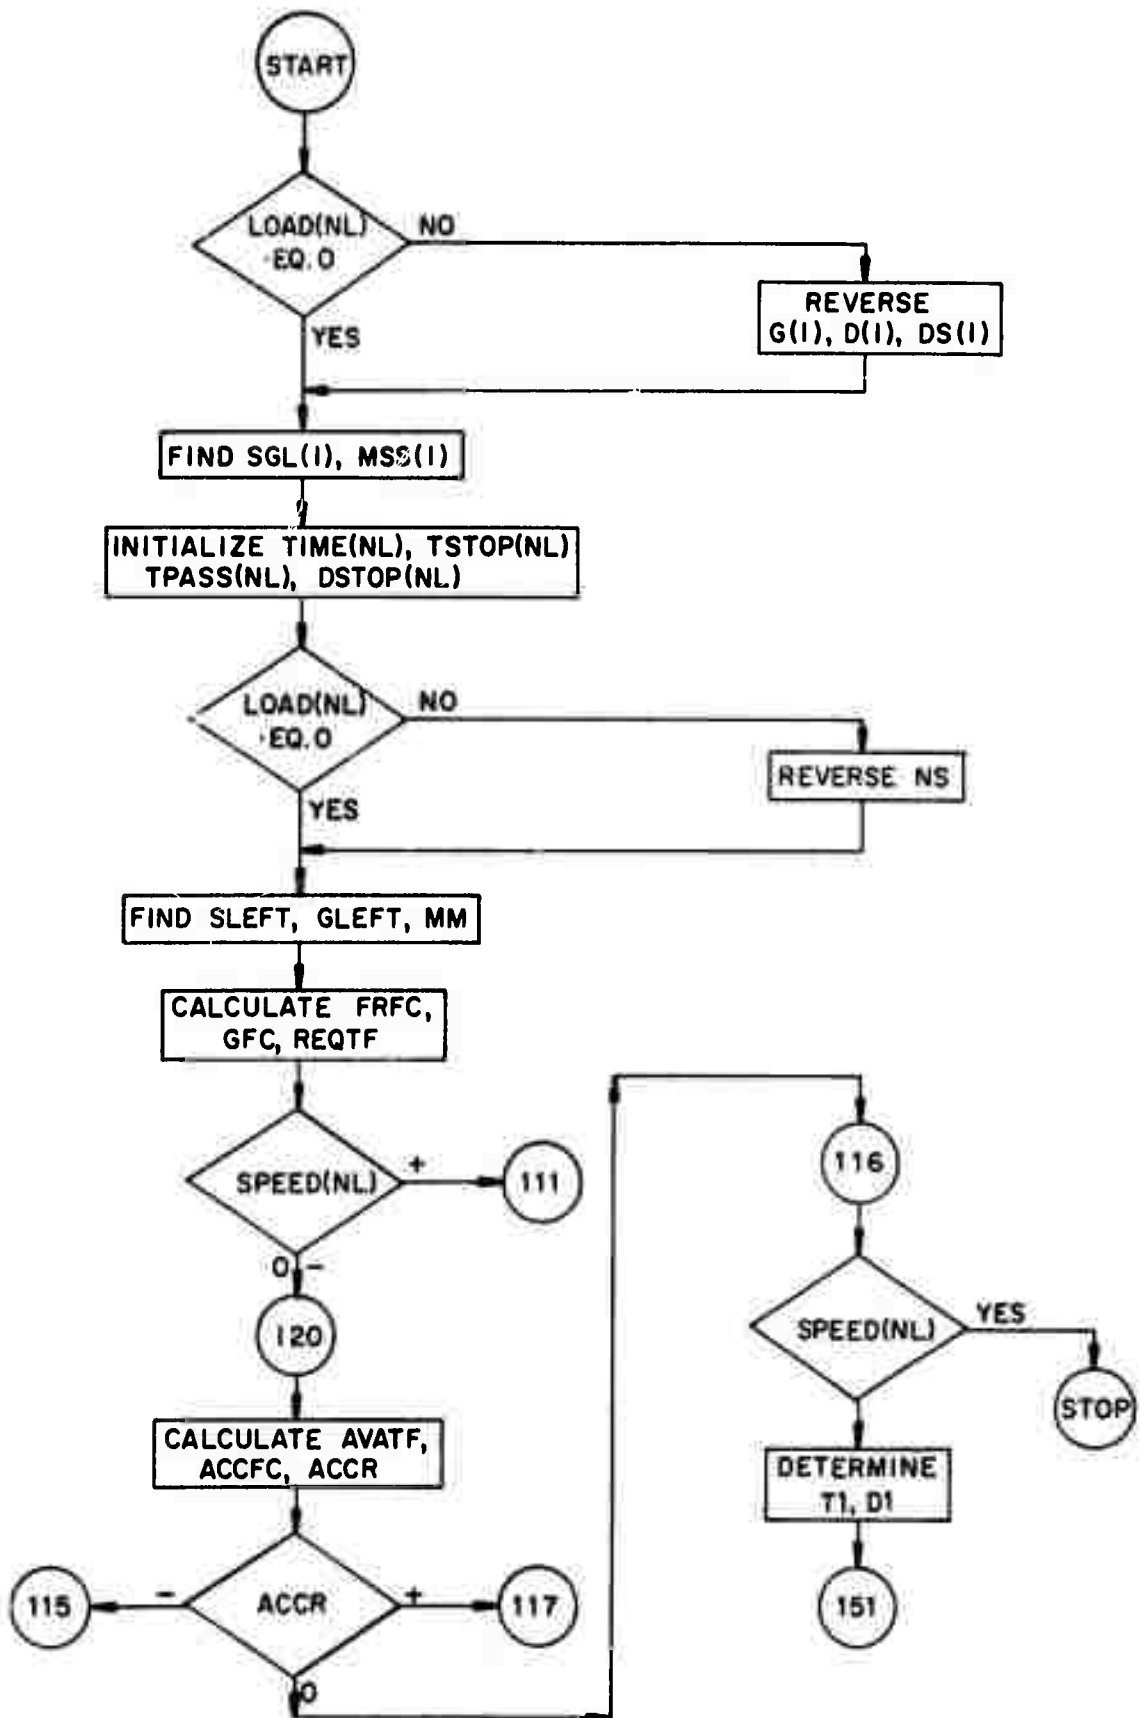 START
LOAD(NL)
·EQ.0
NO
YES
REVERSE
G(I), D(I), DS(I)
FIND SGL(I), MSS(I)
INITIALIZE TIME(NL), TSTOP(NL)
TPASS(NL), DSTOP(NL)
LOAD(NL)
·EQ.0
NO
YES
REVERSE NS
FIND SLEFT, GLEFT, MM
CALCULATE FRFC,
GFC, REQTF
SPEED(NL)
+
111
0,-
120
CALCULATE AVATF,
ACCFC, ACCR
ACCR
-
115
+
117
0
116
SPEED(NL)
YES
STOP
DETERMINE
T1, D1
151